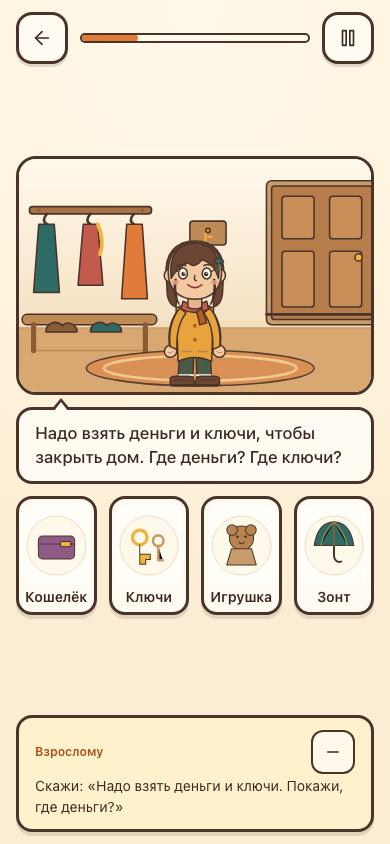 Надо взять деньги и ключи, чтобы
закрыть дом. Где деньги? Где ключи?
Кошелёк
Ключи
Игрушка
Зонт
Взрослому
Скажи: «Надо взять деньги и ключи. Покажи,
где деньги?»